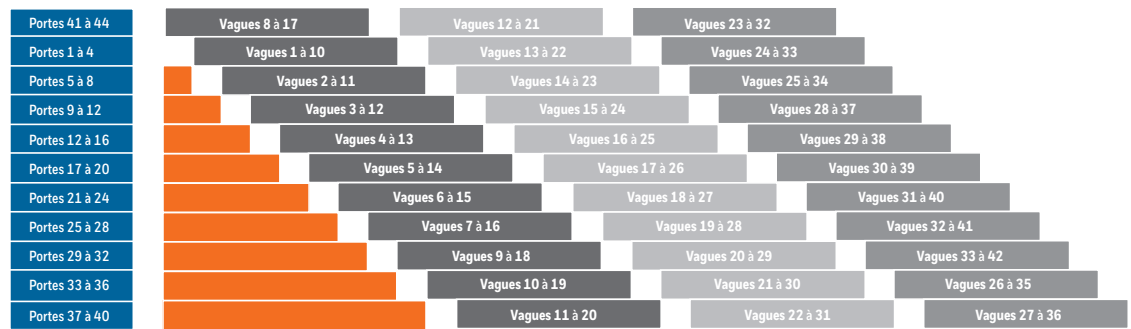 Portes 41 à 44 Vagues 8 à 17 Vagues 12 à 21 Vagues 23 à 32
Portes 1 à 4 Vagues 1 à 10 Vagues 13 à 22 Vagues 24 à 33
Portes 5 à 8 Vagues 2 à 11 Vagues 14 à 23 Vagues 25 à 34
Portes 9 à 12 Vagues 3 à 12 Vagues 15 à 24 Vagues 28 à 37
Portes 12 à 16 Vagues 4 à 13 Vagues 16 à 25 Vagues 29 à 38
Portes 17 à 20 Vagues 5 à 14 Vagues 17 à 26 Vagues 30 à 39
Portes 21 à 24 Vagues 6 à 15 Vagues 18 à 27 Vagues 31 à 40
Portes 25 à 28 Vagues 7 à 16 Vagues 19 à 28 Vagues 32 à 41
Portes 29 à 32 Vagues 9 à 18 Vagues 20 à 29 Vagues 33 à 42
Portes 33 à 36 Vagues 10 à 19 Vagues 21 à 30 Vagues 26 à 35
Portes 37 à 40 Vagues 11 à 20 Vagues 22 à 31 Vagues 27 à 36